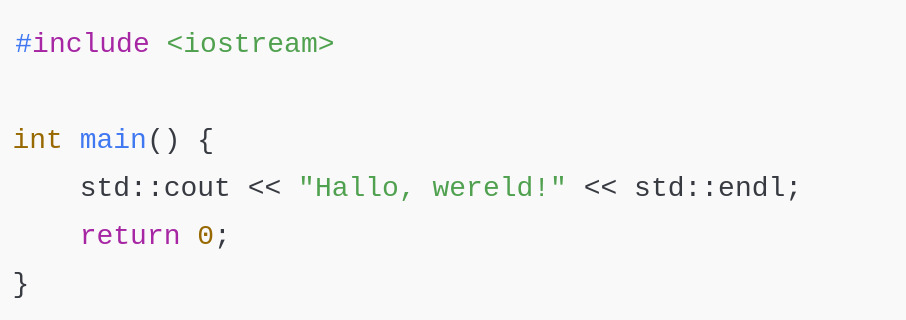 #include <iostream>

int main() {
    std::cout << "Hallo, wereld!" << std::endl;
    return 0;
}